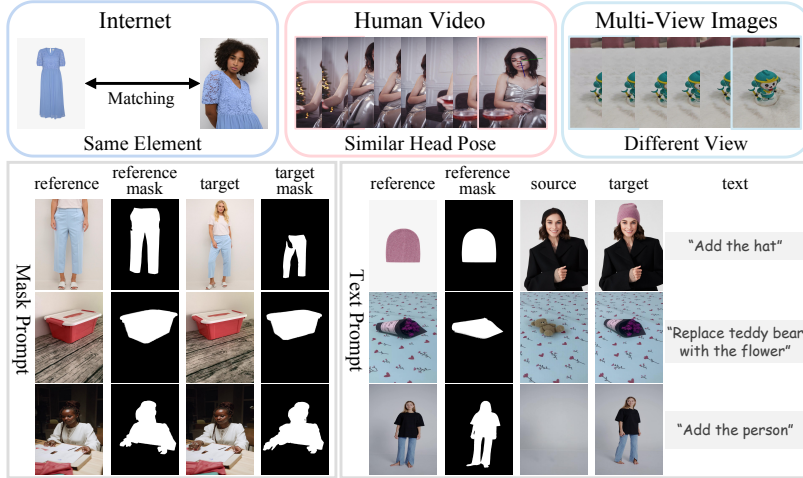 Internet
Matching
Same Element
Human Video
Similar Head Pose
Multi-View Images
Different View
Mask Prompt
reference
reference
mask
target
target
mask
Text Prompt
reference
reference
mask
source
target
text
“Add the hat”
“Replace teddy bear
with the flower”
“Add the person”